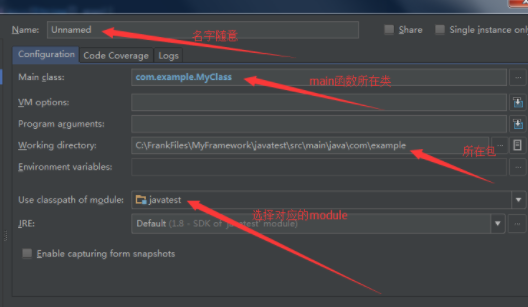 Name: Unnamed Share Single instance only
名字随意
Configuration Code Coverage Logs
Main class: com.example.MyClass
main函数所在类
VM options:
Program arguments:
Working directory: C:\FrankFiles\MyFramework\javatest\src\main\java\com\example
所在包
Environment variables:
Use classpath of module: javatest
选择对应的module
JRE: Default (1.8 - SDK of 'javatest' module)
Enable capturing form snapshots